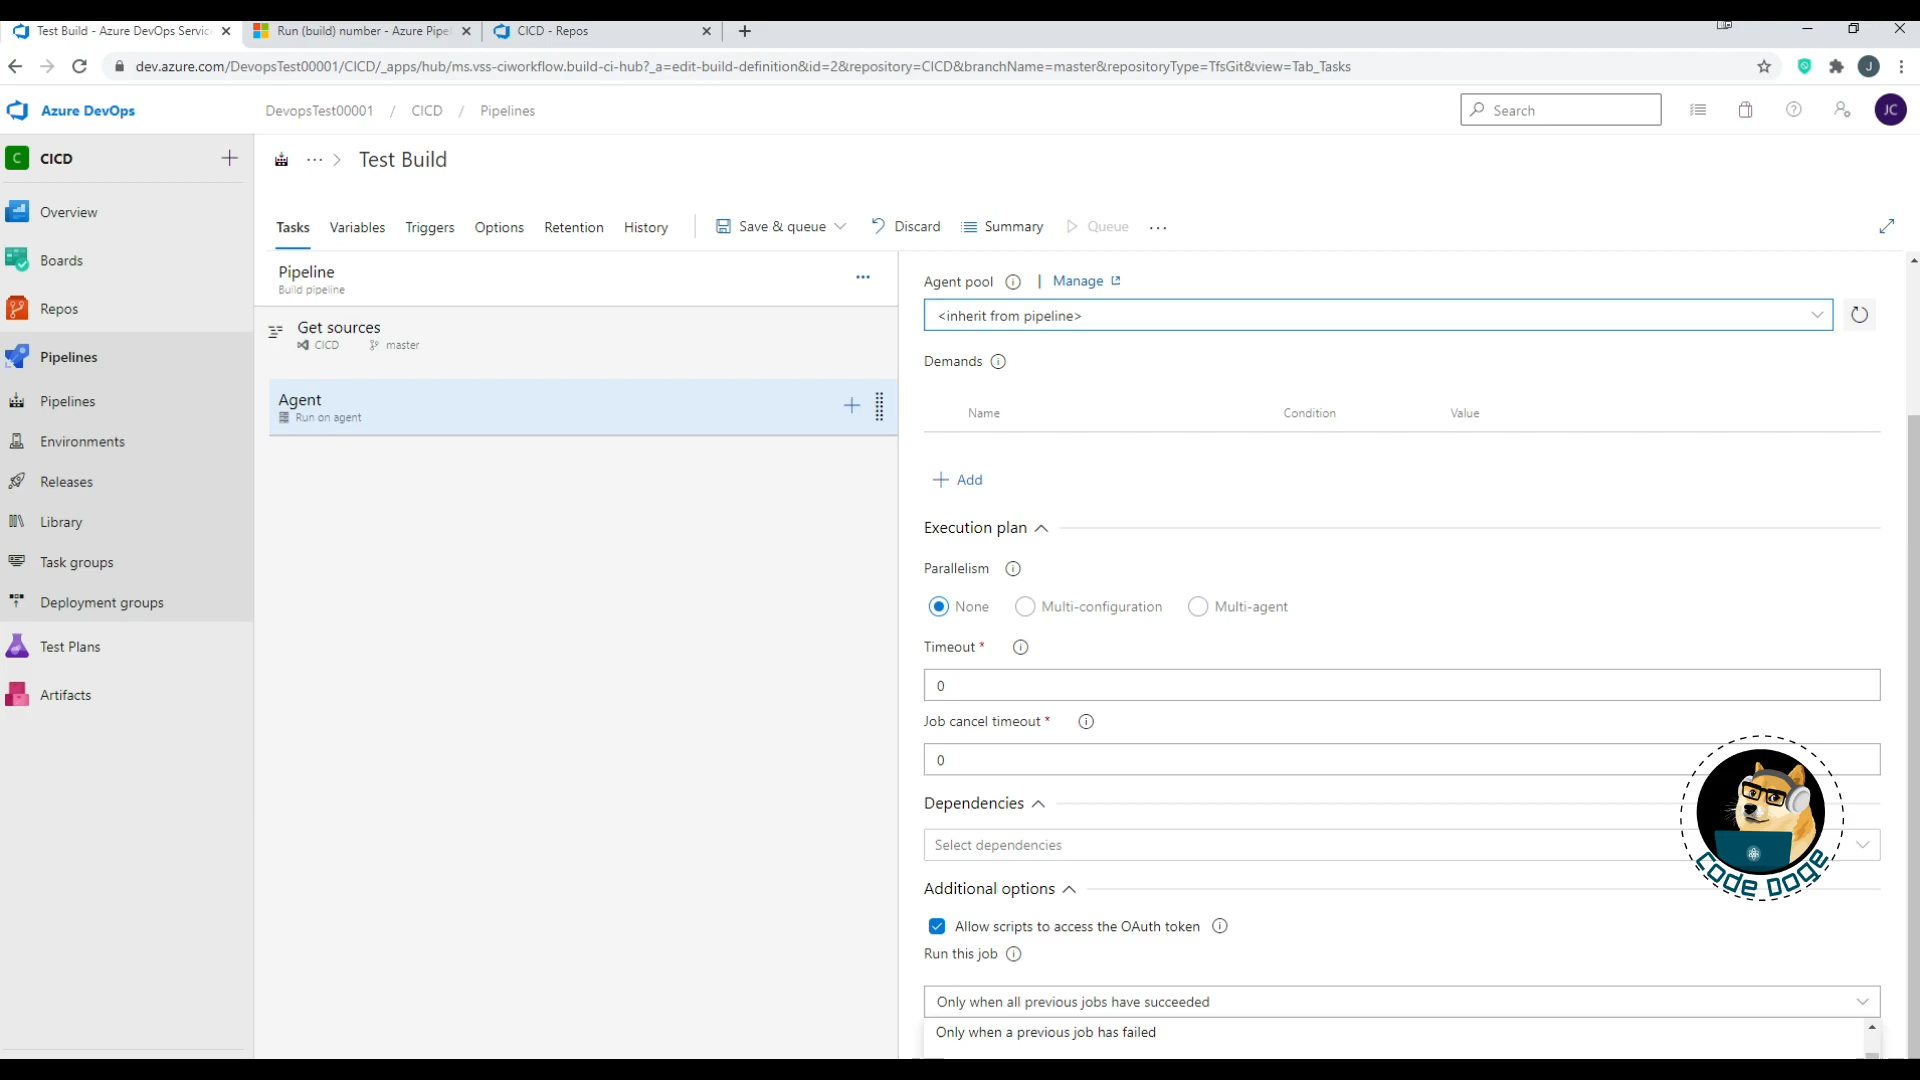 Test Build - Azure DevOps Servic
Run (build) number - Azure Pipel
CICD - Repos
dev.azure.com/DevopsTest00001/CICD/_apps/hub/ms.vss-ciworkflow.build-ci-hub?_a=edit-build-definition&id=2&repository=CICD&branchName=master&repositoryType=TfsGit&view=Tab_Tasks
J
Azure DevOps
DevopsTest00001 / CICD / Pipelines
Search
JC
C CICD
Test Build
Overview
Boards
Repos
Pipelines
Pipelines
Environments
Releases
Library
Task groups
Deployment groups
Test Plans
Artifacts
Tasks Variables Triggers Options Retention History Save & queue Discard Summary Queue
Pipeline
Build pipeline
Get sources
CICD master
Agent
Run on agent
Agent pool | Manage
<inherit from pipeline>
Demands
Name Condition Value
Add
Execution plan
Parallelism
None Multi-configuration Multi-agent
Timeout *
0
Job cancel timeout *
0
Dependencies
Select dependencies
Additional options
Allow scripts to access the OAuth token
Run this job
Only when all previous jobs have succeeded
Only when a previous job has failed
Code Doge